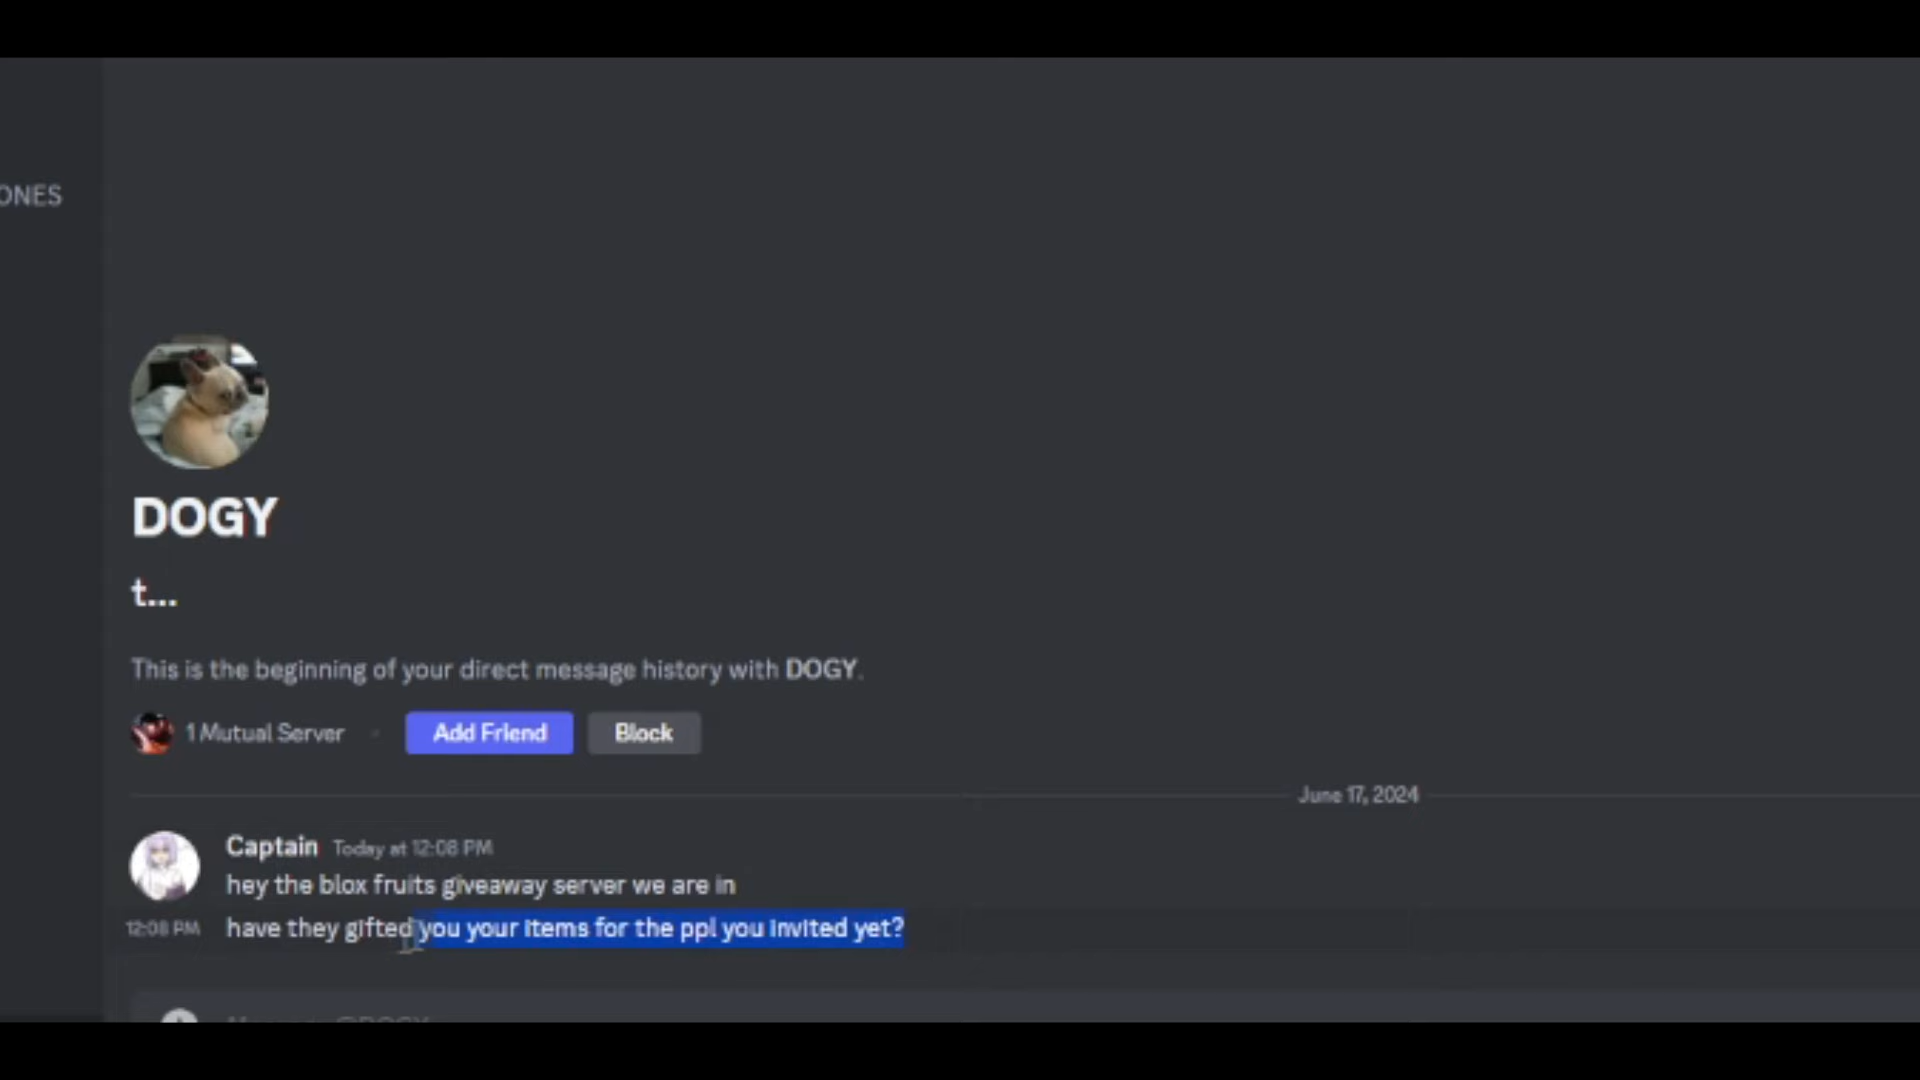 ONES
DOGY
t...
This is the beginning of your direct message history with DOGY.
1 Mutual Server
Add Friend
Block
June 17, 2024
Captain Today at 12:08 PM
hey the blox fruits giveaway server we are in
12:08 PM have they gifted you your items for the ppl you invited yet?